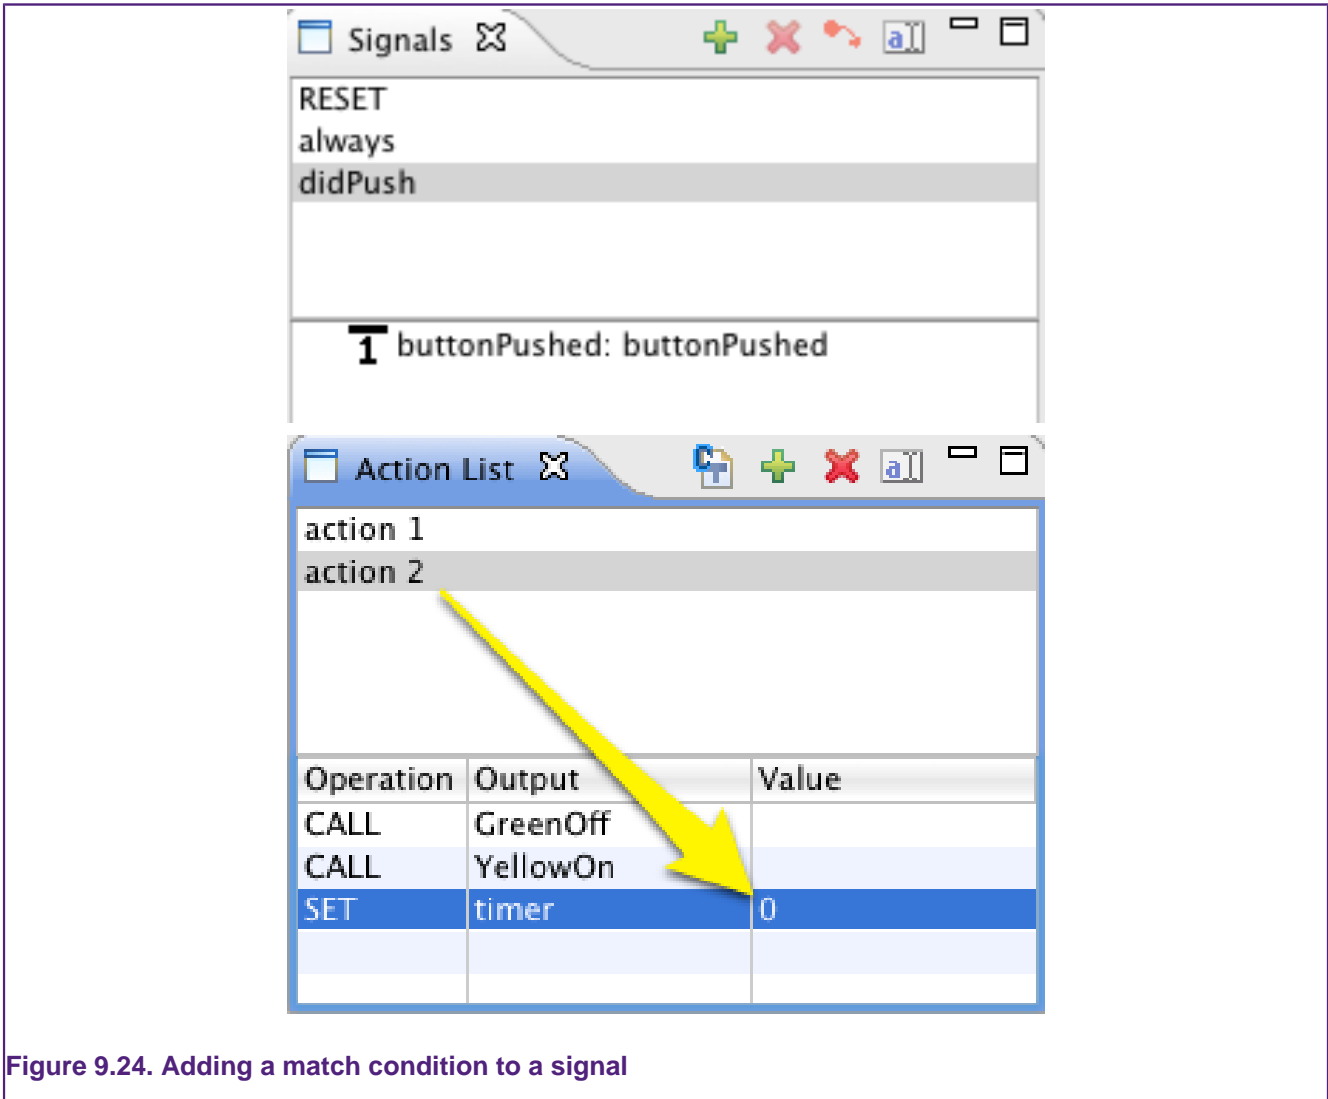 Signals
RESET
always
didPush
1 buttonPushed: buttonPushed
Action List
action 1
action 2
Operation Output Value
CALL GreenOff
CALL YellowOn
SET timer 0
Figure 9.24. Adding a match condition to a signal